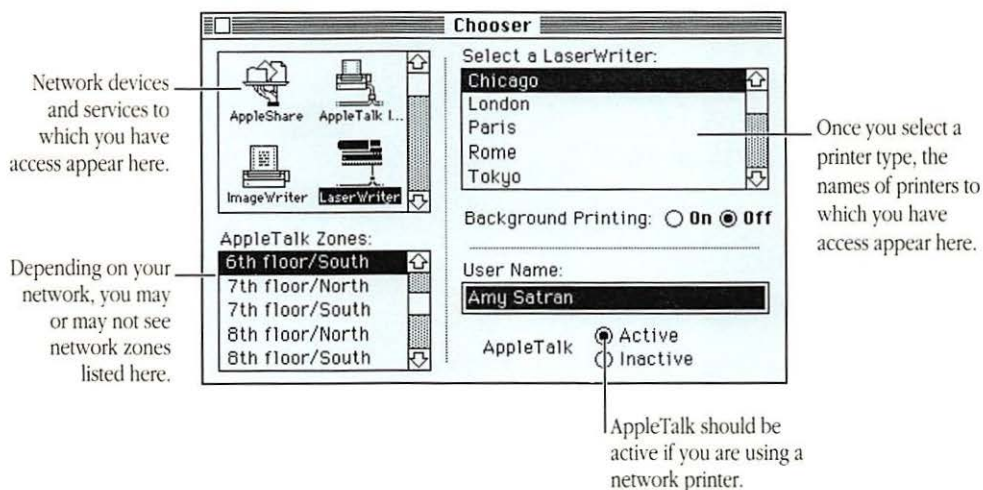 Chooser
Network devices
and services to
which you have
access appear here.
AppleShare
AppleTalk I...
ImageWriter
LaserWriter
Select a LaserWriter:
Chicago
London
Paris
Rome
Tokyo
Once you select a
printer type, the
names of printers to
which you have
access appear here.
Background Printing: On Off
AppleTalk Zones:
6th floor/South
7th floor/North
7th floor/South
8th floor/North
8th floor/South
Depending on your
network, you may
or may not see
network zones
listed here.
User Name:
Amy Satran
AppleTalk
Active
Inactive
AppleTalk should be
active if you are using a
network printer.